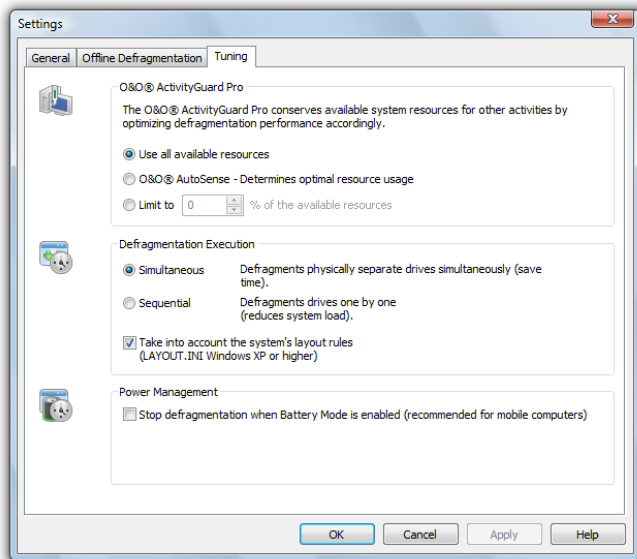 Settings
General Offline Defragmentation Tuning
O&O® ActivityGuard Pro
The O&O® ActivityGuard Pro conserves available system resources for other activities by
optimizing defragmentation performance accordingly.
Use all available resources
O&O® AutoSense - Determines optimal resource usage
Limit to 0 % of the available resources
Defragmentation Execution
Simultaneous Defragments physically separate drives simultaneously (save
time).
Sequential Defragments drives one by one
(reduces system load).
Take into account the system's layout rules
(LAYOUT.INI Windows XP or higher)
Power Management
Stop defragmentation when Battery Mode is enabled (recommended for mobile computers)
OK Cancel Apply Help